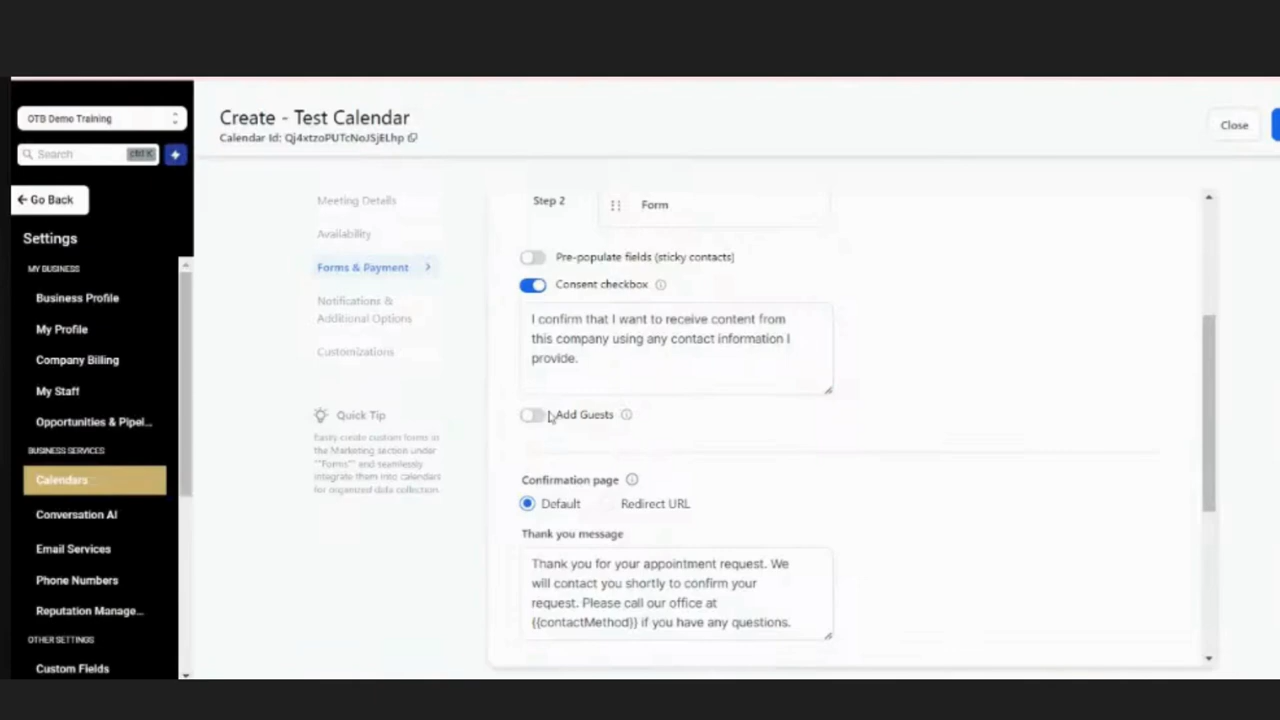 OTB Demo Training
Search
ctrl K
Go Back
Settings
MY BUSINESS
Business Profile
My Profile
Company Billing
My Staff
Opportunities & Pipel...
BUSINESS SERVICES
Calendars
Conversation AI
Email Services
Phone Numbers
Reputation Manage...
OTHER SETTINGS
Custom Fields
Create - Test Calendar
Calendar Id: Qj4xtzoPUTcNoJSjELhp
Close
Meeting Details
Availability
Forms & Payment
Notifications &
Additional Options
Customizations
Quick Tip
Easily create custom forms in
the Marketing section under
"Forms" and seamlessly
integrate them into calendars
for organized data collection.
Step 2
Form
Pre-populate fields (sticky contacts)
Consent checkbox
I confirm that I want to receive content from
this company using any contact information I
provide.
Add Guests
Confirmation page
Default
Redirect URL
Thank you message
Thank you for your appointment request. We
will contact you shortly to confirm your
request. Please call our office at
{{contactMethod}} if you have any questions.